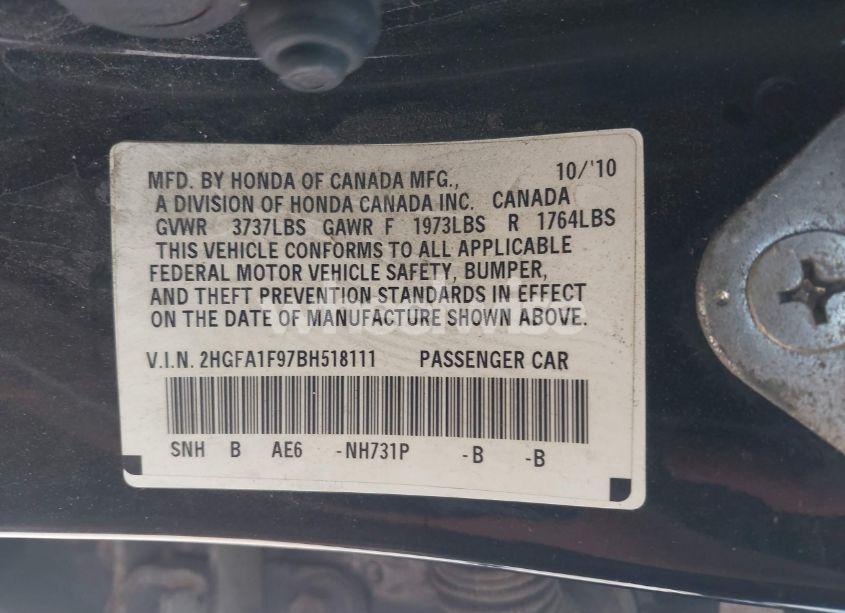 MFD. BY HONDA OF CANADA MFG., 10/'10
A DIVISION OF HONDA CANADA INC. CANADA
GVWR 3737LBS GAWR F 1973LBS R 1764LBS
THIS VEHICLE CONFORMS TO ALL APPLICABLE
FEDERAL MOTOR VEHICLE SAFETY, BUMPER,
AND THEFT PREVENTION STANDARDS IN EFFECT
ON THE DATE OF MANUFACTURE SHOWN ABOVE.
V.I.N. 2HGFA1F97BH518111 PASSENGER CAR
SNH B AE6 -NH731P -B -B